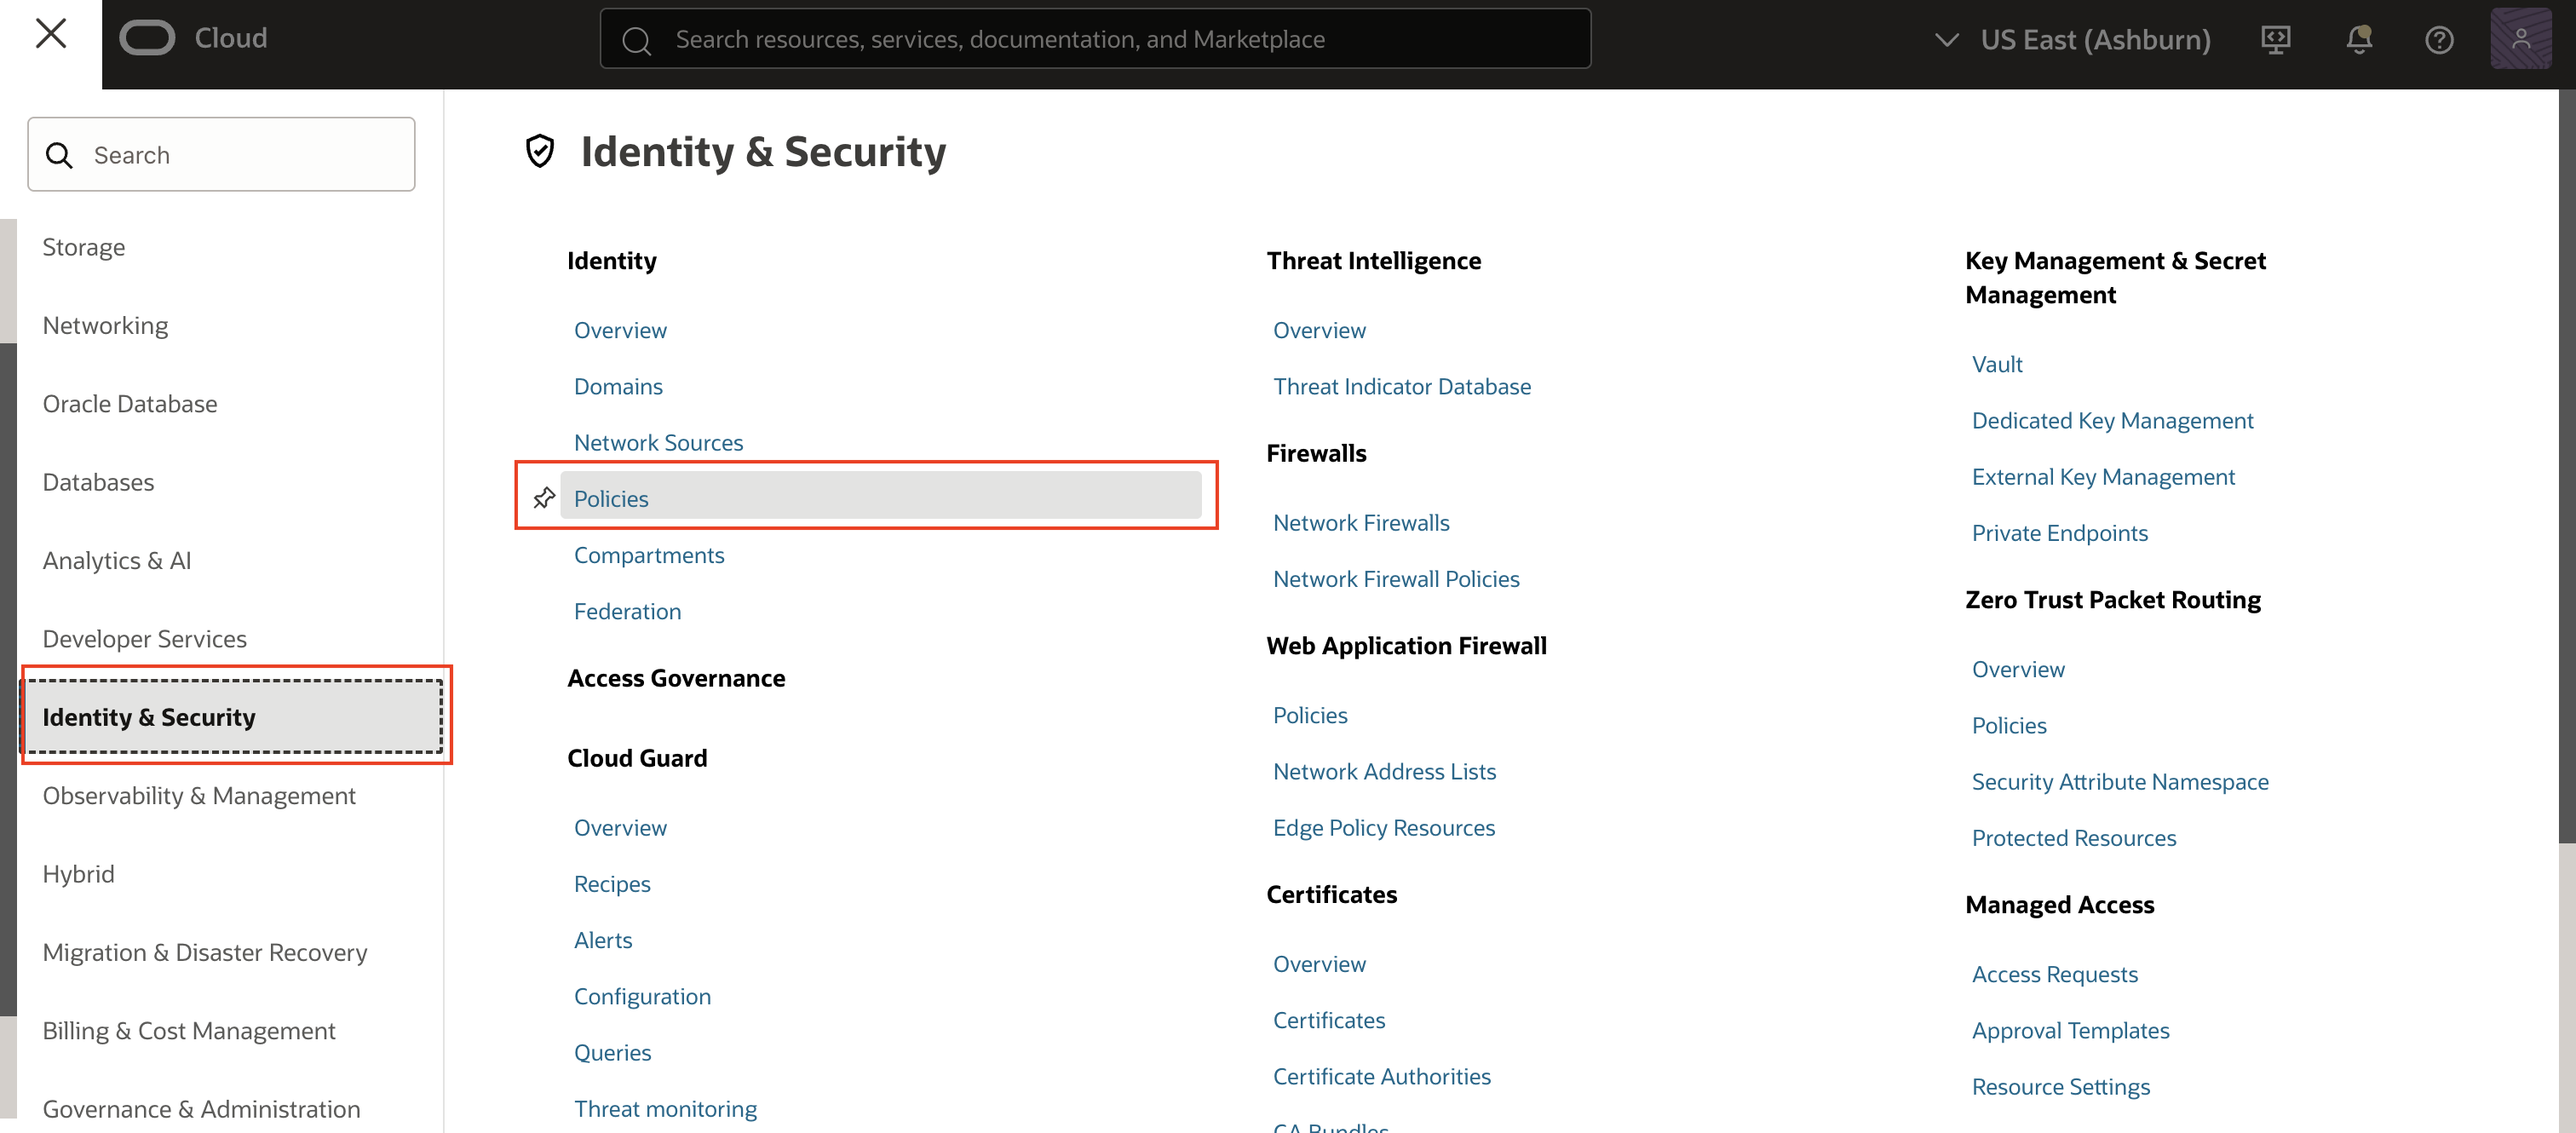 Cloud
Search resources, services, documentation, and Marketplace
US East (Ashburn)
Search
Storage
Networking
Oracle Database
Databases
Analytics & AI
Developer Services
Identity & Security
Observability & Management
Hybrid
Migration & Disaster Recovery
Billing & Cost Management
Governance & Administration
Identity & Security
Identity
Overview
Domains
Network Sources
Policies
Compartments
Federation
Access Governance
Cloud Guard
Overview
Recipes
Alerts
Configuration
Queries
Threat monitoring
Threat Intelligence
Overview
Threat Indicator Database
Firewalls
Network Firewalls
Network Firewall Policies
Web Application Firewall
Policies
Network Address Lists
Edge Policy Resources
Certificates
Overview
Certificates
Certificate Authorities
CA Bundles
Key Management & Secret
Management
Vault
Dedicated Key Management
External Key Management
Private Endpoints
Zero Trust Packet Routing
Overview
Policies
Security Attribute Namespace
Protected Resources
Managed Access
Access Requests
Approval Templates
Resource Settings